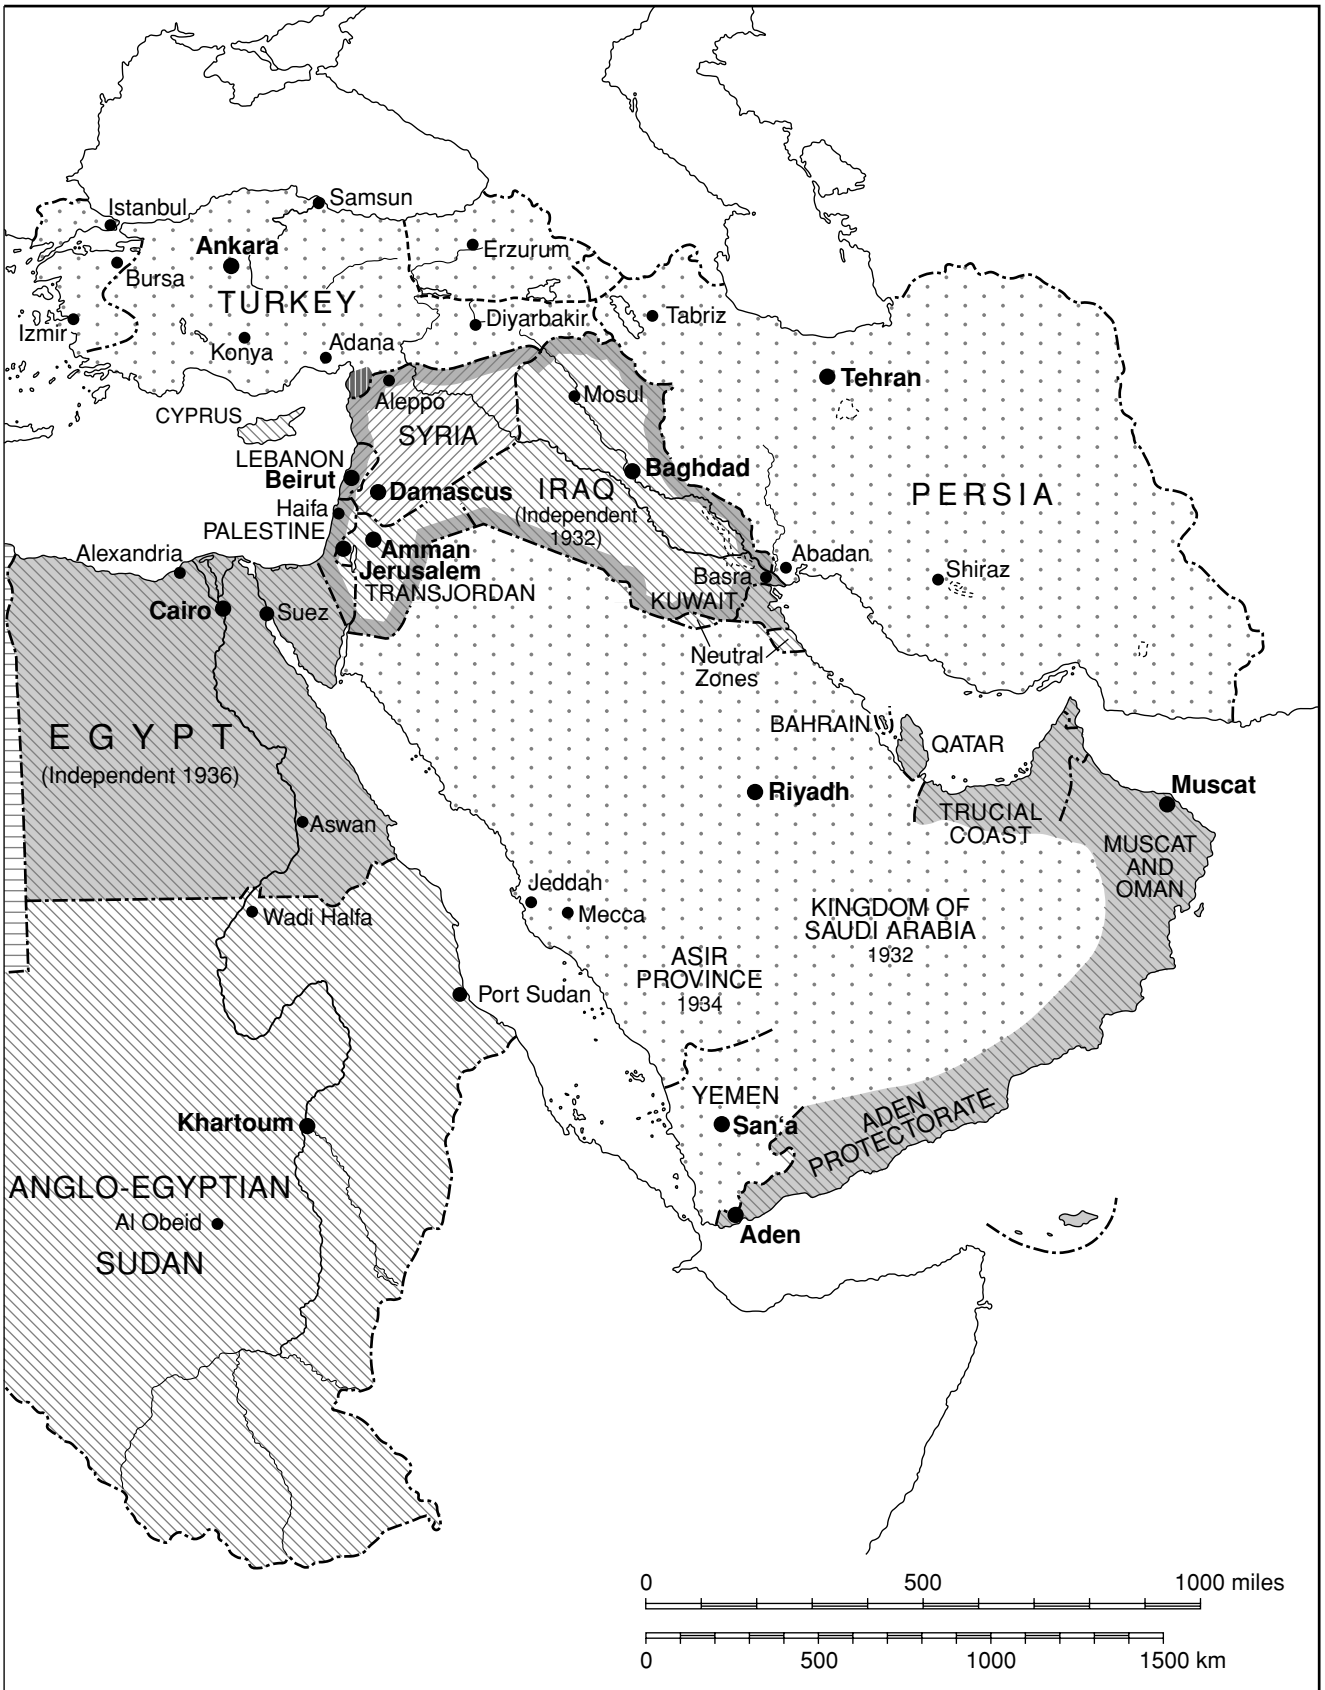 Istanbul
Samsun
Ankara
Erzurum
Bursa
TURKEY
Izmir
Konya
Adana
Diyarbakir
Tabriz
Tehran
CYPRUS
Aleppo
Mosul
SYRIA
LEBANON
Beirut
Baghdad
Damascus
IRAQ
(Independent
1932)
PERSIA
Haifa
PALESTINE
Alexandria
Amman
Jerusalem
TRANSJORDAN
Abadan
Basra
Shiraz
KUWAIT
Cairo
Suez
Neutral
Zones
EGYPT
(Independent 1936)
BAHRAIN
QATAR
Riyadh
Muscat
TRUCIAL
COAST
Aswan
MUSCAT
AND
OMAN
Jeddah
Mecca
Wadi Halfa
KINGDOM OF
SAUDI ARABIA
1932
ASIR
PROVINCE
1934
Port Sudan
YEMEN
San'a
ADEN
PROTECTORATE
Khartoum
ANGLO-EGYPTIAN
Al Obeid
SUDAN
Aden
0 500 1000 miles
0 500 1000 1500 km